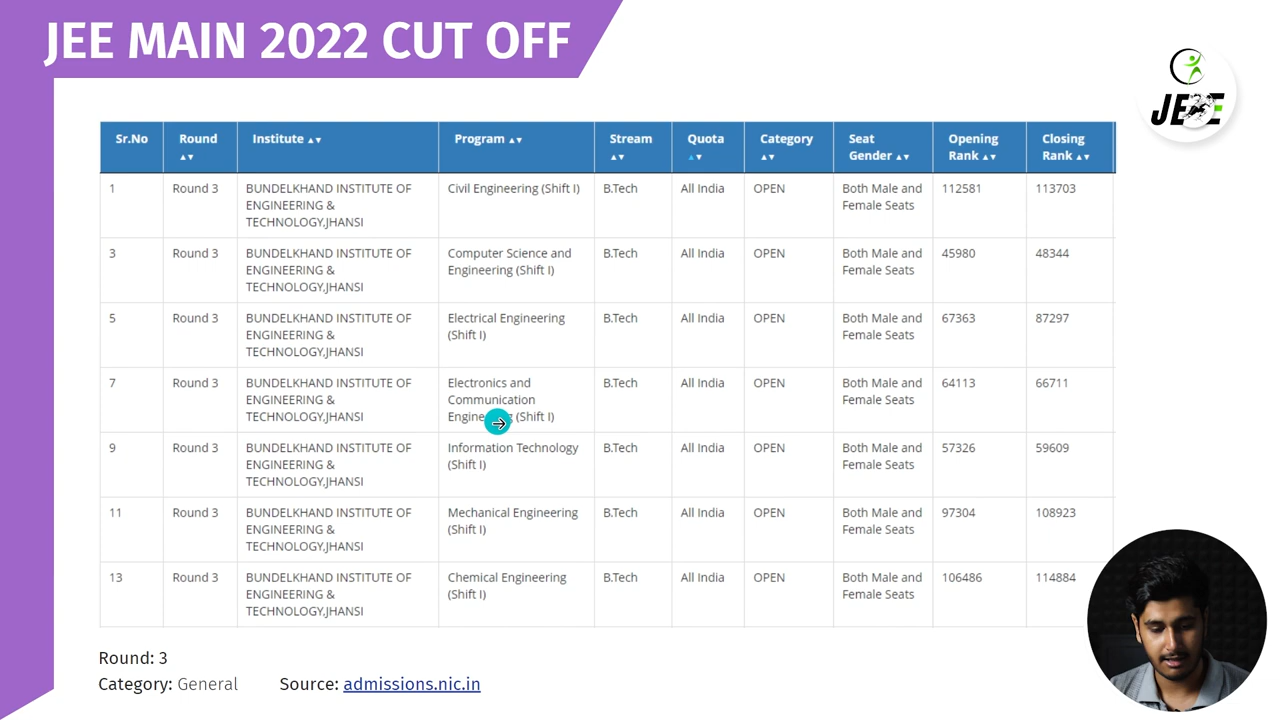 JEE MAIN 2022 CUT OFF
JEE
Sr.No Round Institute Program Stream Quota Category Seat Gender Opening Rank Closing Rank
1 Round 3 BUNDELKHAND INSTITUTE OF ENGINEERING & TECHNOLOGY,JHANSI Civil Engineering (Shift I) B.Tech All India OPEN Both Male and Female Seats 112581 113703
3 Round 3 BUNDELKHAND INSTITUTE OF ENGINEERING & TECHNOLOGY,JHANSI Computer Science and Engineering (Shift I) B.Tech All India OPEN Both Male and Female Seats 45980 48344
5 Round 3 BUNDELKHAND INSTITUTE OF ENGINEERING & TECHNOLOGY,JHANSI Electrical Engineering (Shift I) B.Tech All India OPEN Both Male and Female Seats 67363 87297
7 Round 3 BUNDELKHAND INSTITUTE OF ENGINEERING & TECHNOLOGY,JHANSI Electronics and Communication Engineering (Shift I) B.Tech All India OPEN Both Male and Female Seats 64113 66711
9 Round 3 BUNDELKHAND INSTITUTE OF ENGINEERING & TECHNOLOGY,JHANSI Information Technology (Shift I) B.Tech All India OPEN Both Male and Female Seats 57326 59609
11 Round 3 BUNDELKHAND INSTITUTE OF ENGINEERING & TECHNOLOGY,JHANSI Mechanical Engineering (Shift I) B.Tech All India OPEN Both Male and Female Seats 97304 108923
13 Round 3 BUNDELKHAND INSTITUTE OF ENGINEERING & TECHNOLOGY,JHANSI Chemical Engineering (Shift I) B.Tech All India OPEN Both Male and Female Seats 106486 114884
Round: 3
Category: General Source: admissions.nic.in